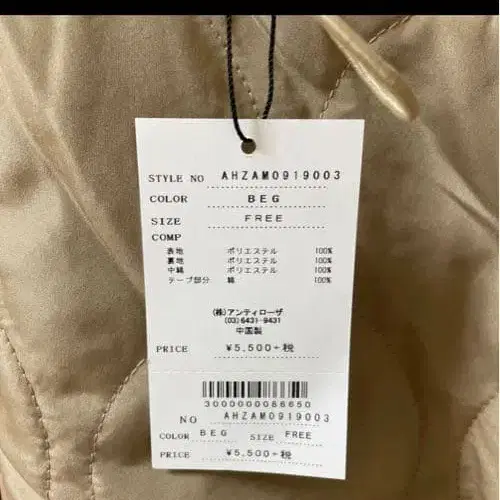 STYLE NO AHZAM0919003
COLOR BEG
SIZE FREE
COMP
表地 ポリエステル 100%
裏地 ポリエステル 100%
中綿 ポリエステル 100%
テープ部分 綿 100%
(株)アンティローザ
(03)6431-9431
中国製
PRICE ¥5,500+税
3000000088650
NO AHZAM0919003
COLOR BEG SIZE FREE
PRICE ¥5,500+税